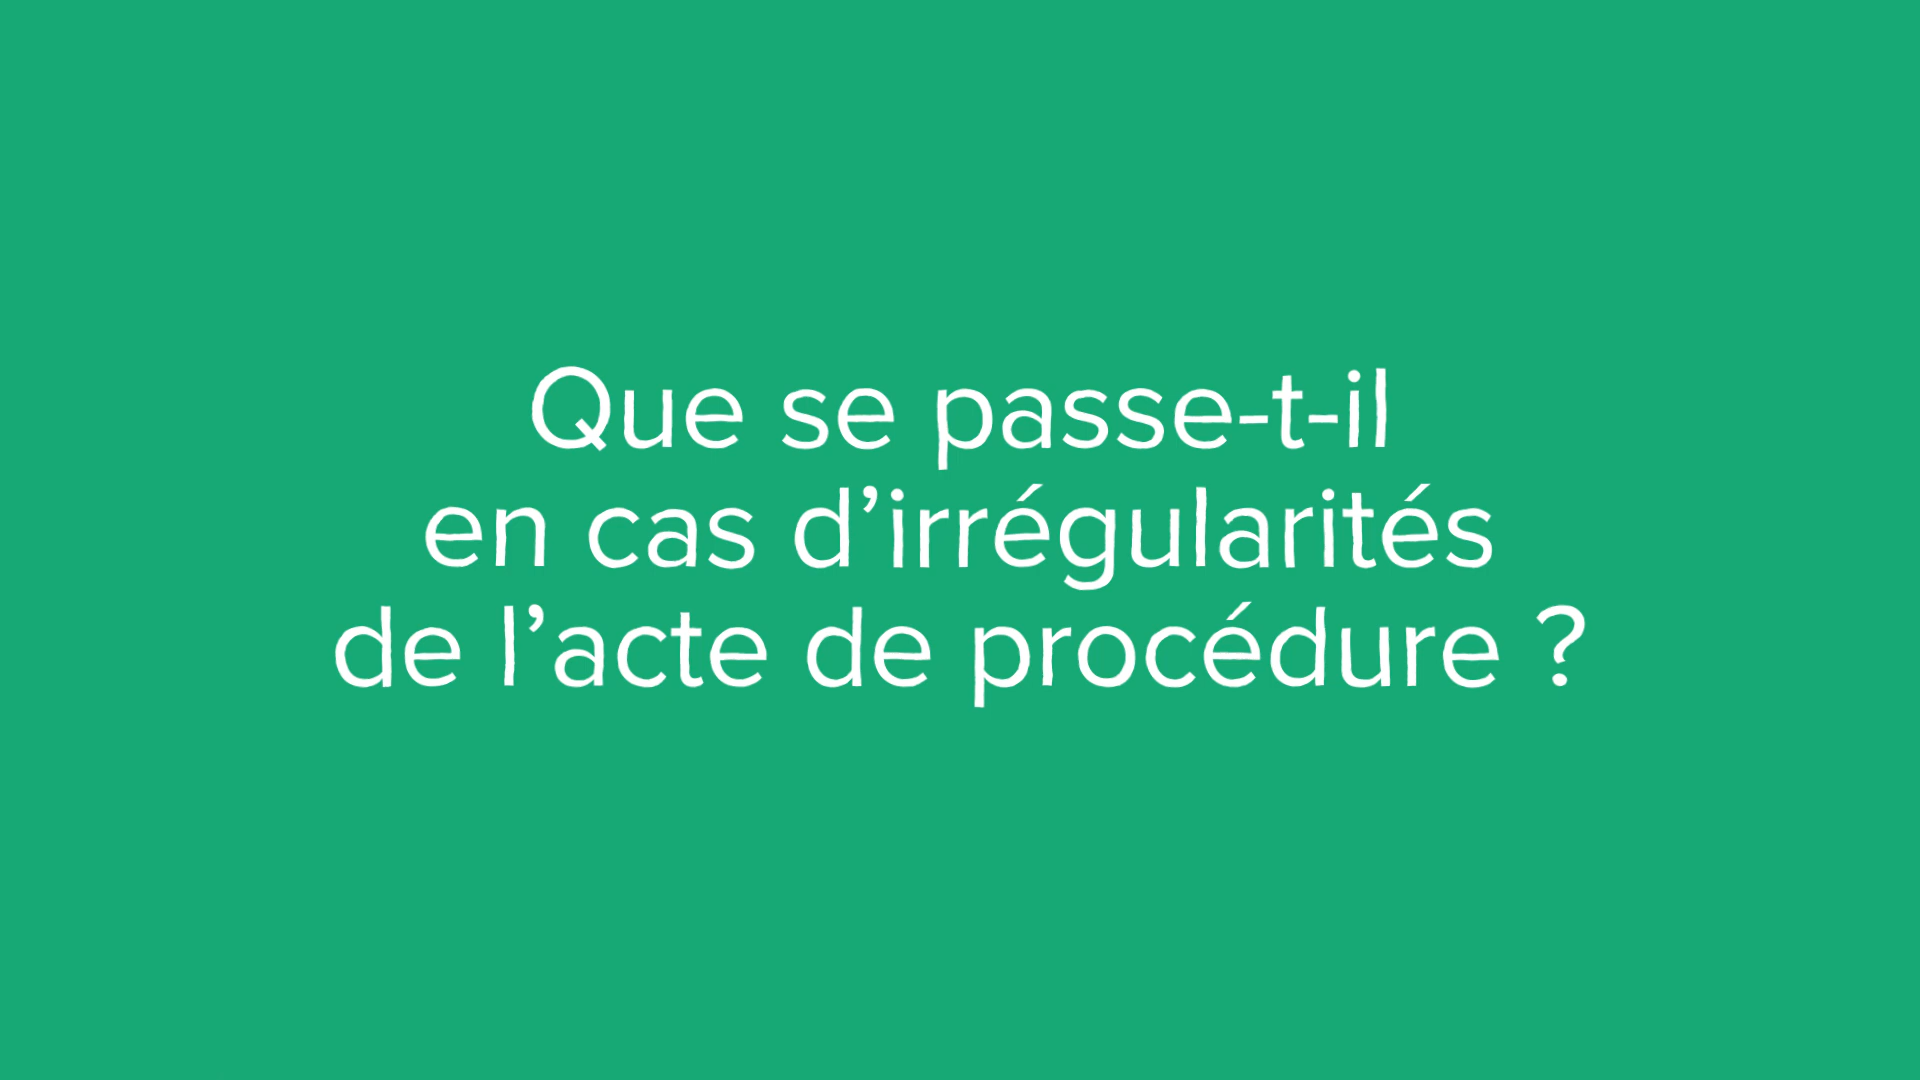 Que se passe-t-il
en cas d’irrégularités
de l’acte de procédure ?